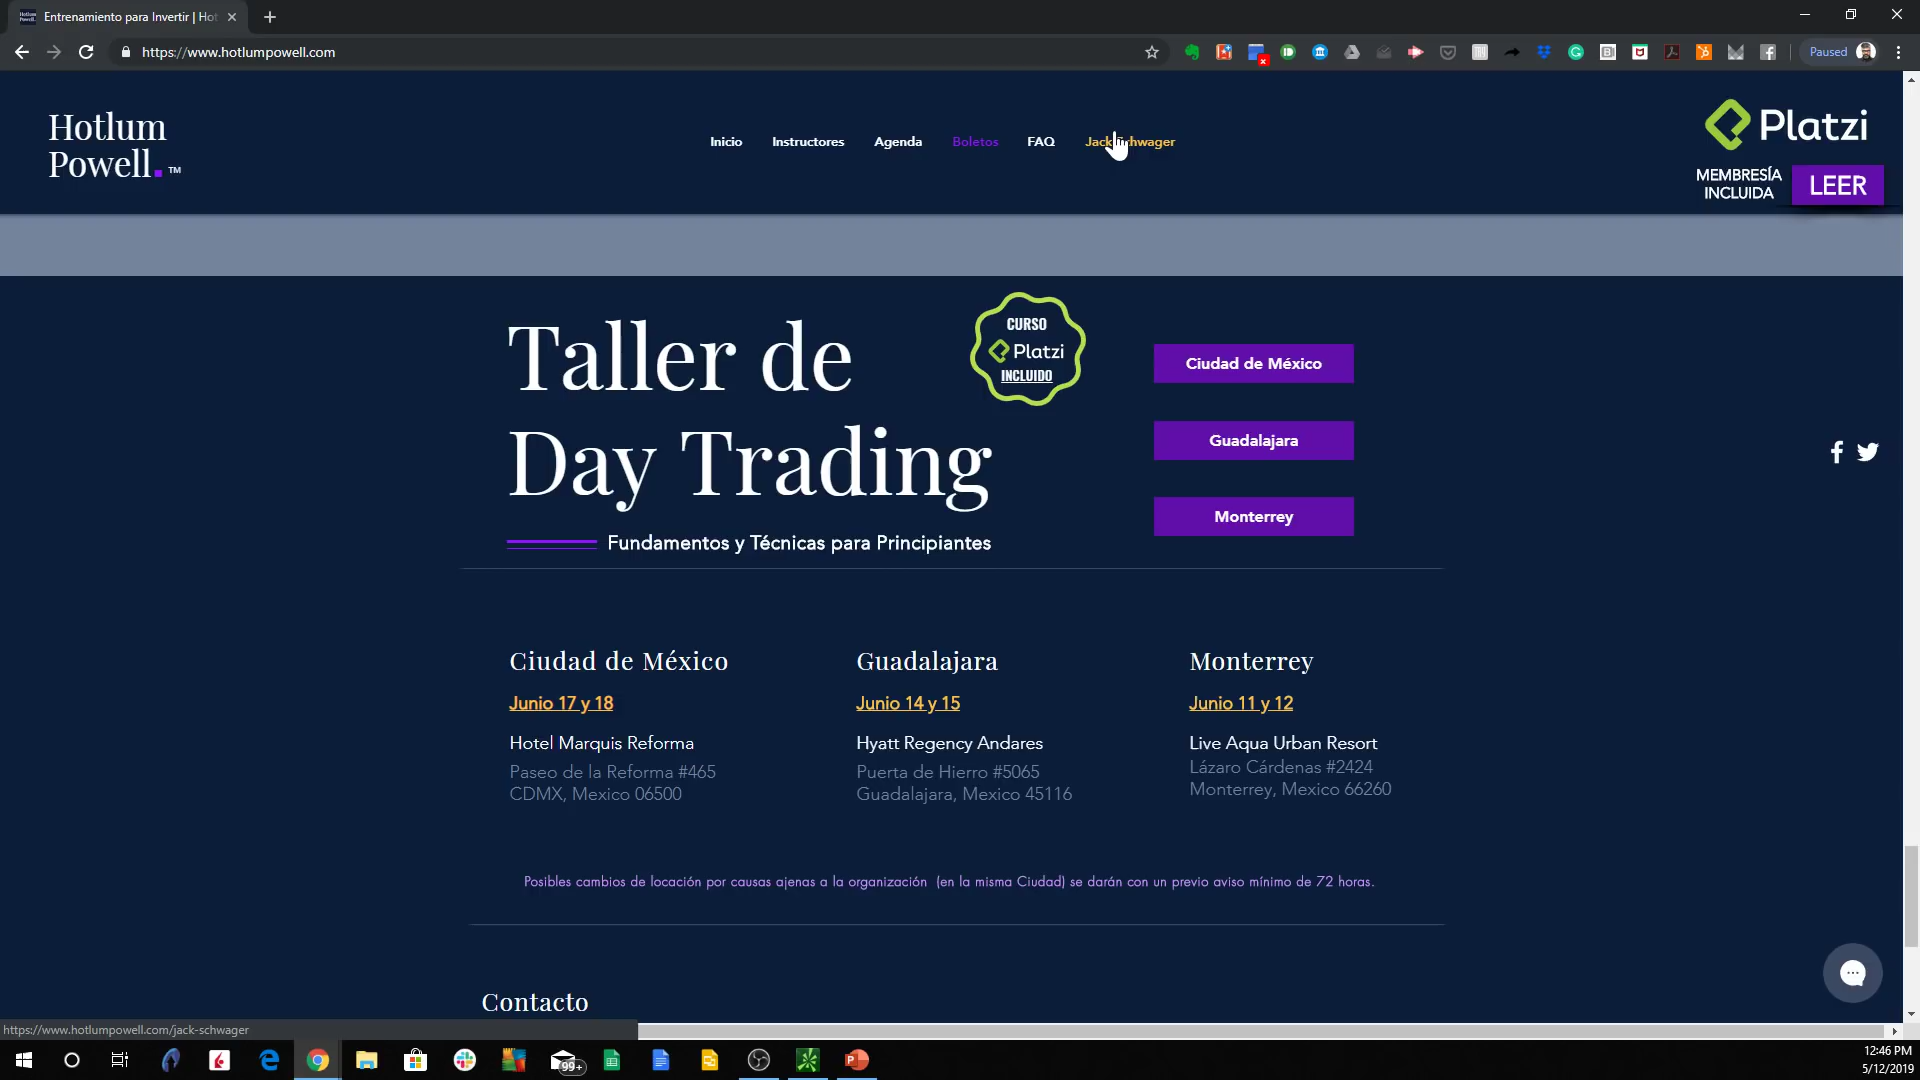 Entrenamiento para Invertir | Hot
https://www.hotlumpowell.com
Paused
Hotlum
Powell.™
Inicio
Instructores
Agenda
Boletos
FAQ
Jack Schwager
Platzi
MEMBRESÍA
INCLUIDA
LEER
Taller de
Day Trading
Fundamentos y Técnicas para Principiantes
CURSO
Platzi
INCLUIDO
Ciudad de México
Guadalajara
Monterrey
Ciudad de México
Junio 17 y 18
Hotel Marquis Reforma
Paseo de la Reforma #465
CDMX, Mexico 06500
Guadalajara
Junio 14 y 15
Hyatt Regency Andares
Puerta de Hierro #5065
Guadalajara, Mexico 45116
Monterrey
Junio 11 y 12
Live Aqua Urban Resort
Lázaro Cárdenas #2424
Monterrey, Mexico 66260
Posibles cambios de locación por causas ajenas a la organización (en la misma Ciudad) se darán con un previo aviso mínimo de 72 horas.
Contacto
https://www.hotlumpowell.com/jack-schwager
99+
12:46 PM
5/12/2019